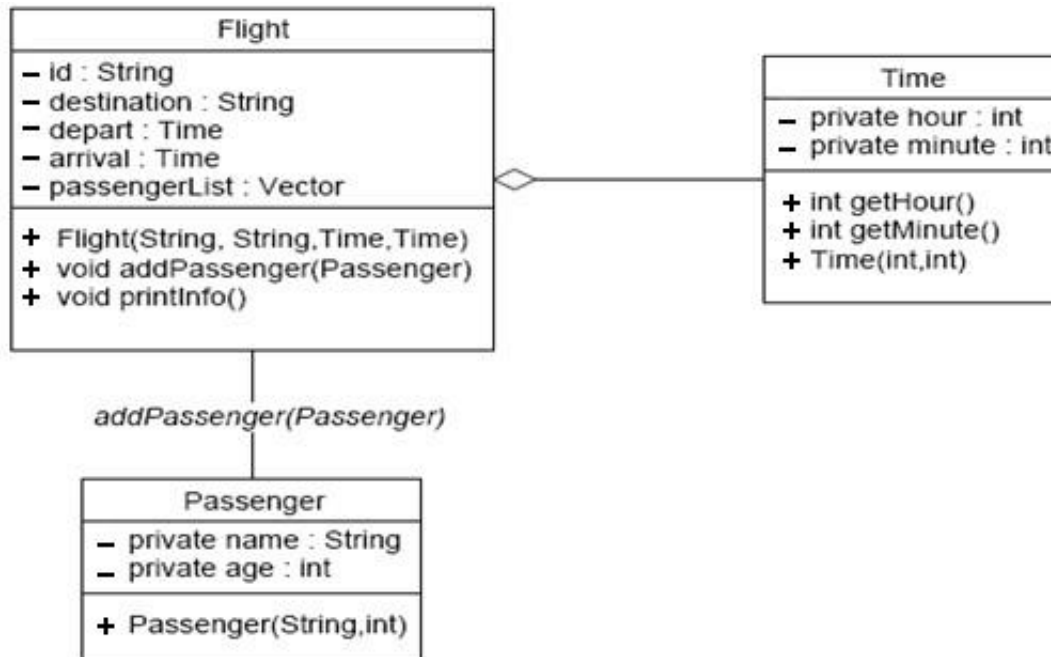 Flight
- id : String
- destination : String
- depart : Time
- arrival : Time
- passengerList : Vector
+ Flight(String, String,Time,Time)
+ void addPassenger(Passenger)
+ void printInfo()
Time
- private hour : int
- private minute : int
+ int getHour()
+ int getMinute()
+ Time(int,int)
addPassenger(Passenger)
Passenger
- private name : String
- private age : int
+ Passenger(String,int)